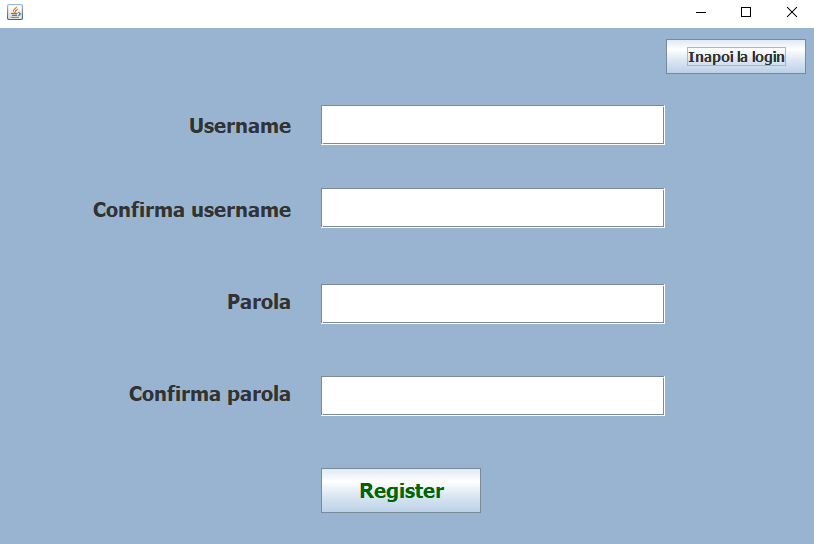 Inapoi la login
Username
Confirma username
Parola
Confirma parola
Register